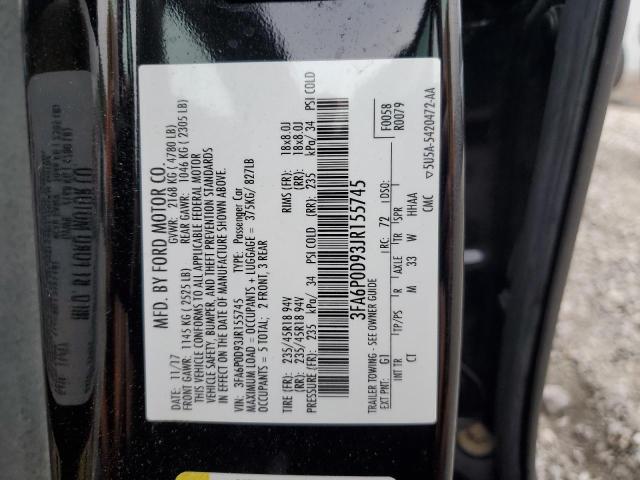 MFD. BY FORD MOTOR CO.
DATE: 11/17 GVWR: 2168 KG ( 4780 LB)
FRONT GAWR: 1145 KG ( 2525 LB) REAR GAWR: 1046 KG ( 2305 LB)
THIS VEHICLE CONFORMS TO ALL APPLICABLE FEDERAL MOTOR
VEHICLE SAFETY, BUMPER, AND THEFT PREVENTION STANDARDS
IN EFFECT ON THE DATE OF MANUFACTURE SHOWN ABOVE.
VIN: 3FA6P0D93JR155745 TYPE: Passenger Car
MAXIMUM LOAD = OCCUPANTS + LUGGAGE = 375KG/ 827LB
OCCUPANTS = 5 TOTAL; 2 FRONT, 3 REAR
TIRE (FR): 235/45R18 94V RIMS (FR): 18x8.0J
(RR): 235/45R18 94V (RR): 18x8.0J
COLD PSI (FR): 235 kPa/ 34 PSI COLD (RR): 235 kPa/ 34 PSI COLD
3FA6P0D93JR155745
TRAILER TOWING - SEE OWNER GUIDE
F0058
R0079
EXT PNT: G1 RC: 72 DSO:
INT TR TP/PS R AXLE TR SPR
M 33 W HHAA
CMC ▽5U5A-5420472-AA